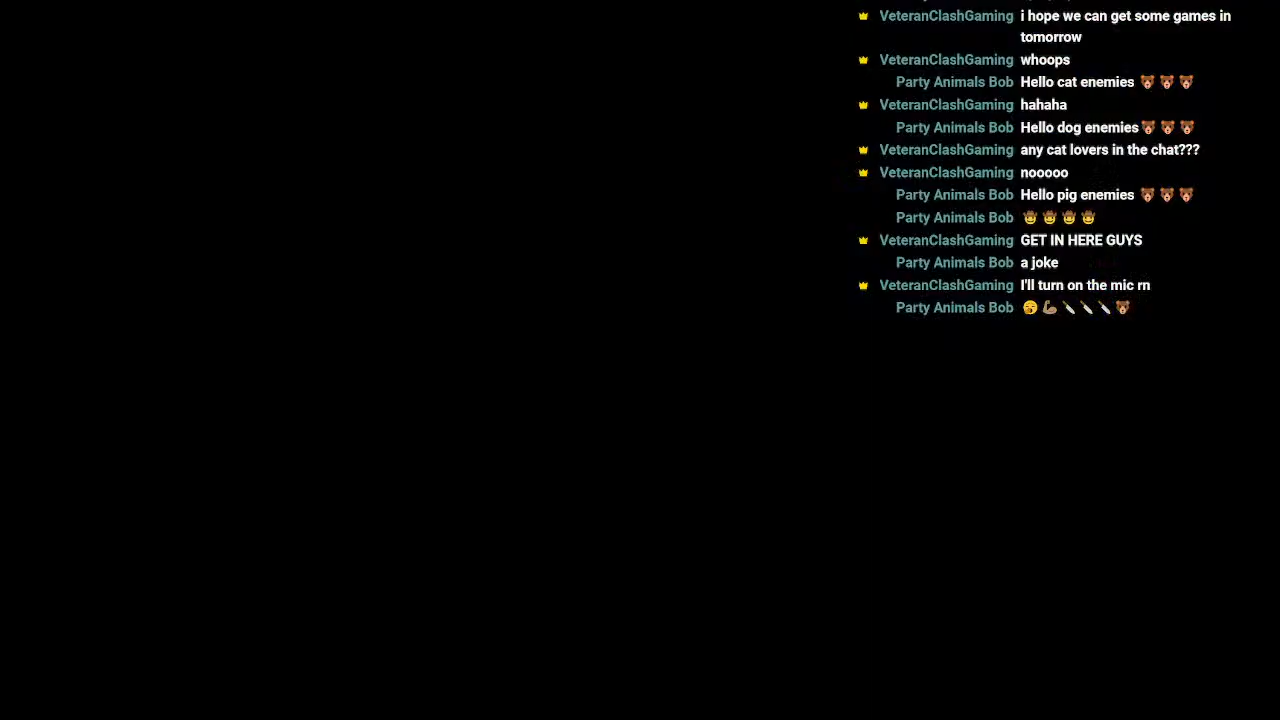 VeteranClashGaming i hope we can get some games in
tomorrow
VeteranClashGaming whoops
Party Animals Bob Hello cat enemies 🐻 🐻 🐻
VeteranClashGaming hahaha
Party Animals Bob Hello dog enemies🐻 🐻 🐻
VeteranClashGaming any cat lovers in the chat???
VeteranClashGaming nooooo
Party Animals Bob Hello pig enemies 🐻 🐻 🐻
Party Animals Bob 🤠 🤠 🤠 🤠
VeteranClashGaming GET IN HERE GUYS
Party Animals Bob a joke
VeteranClashGaming I'll turn on the mic rn
Party Animals Bob 🥱 💪🏽 🔪 🔪 🔪 🐻